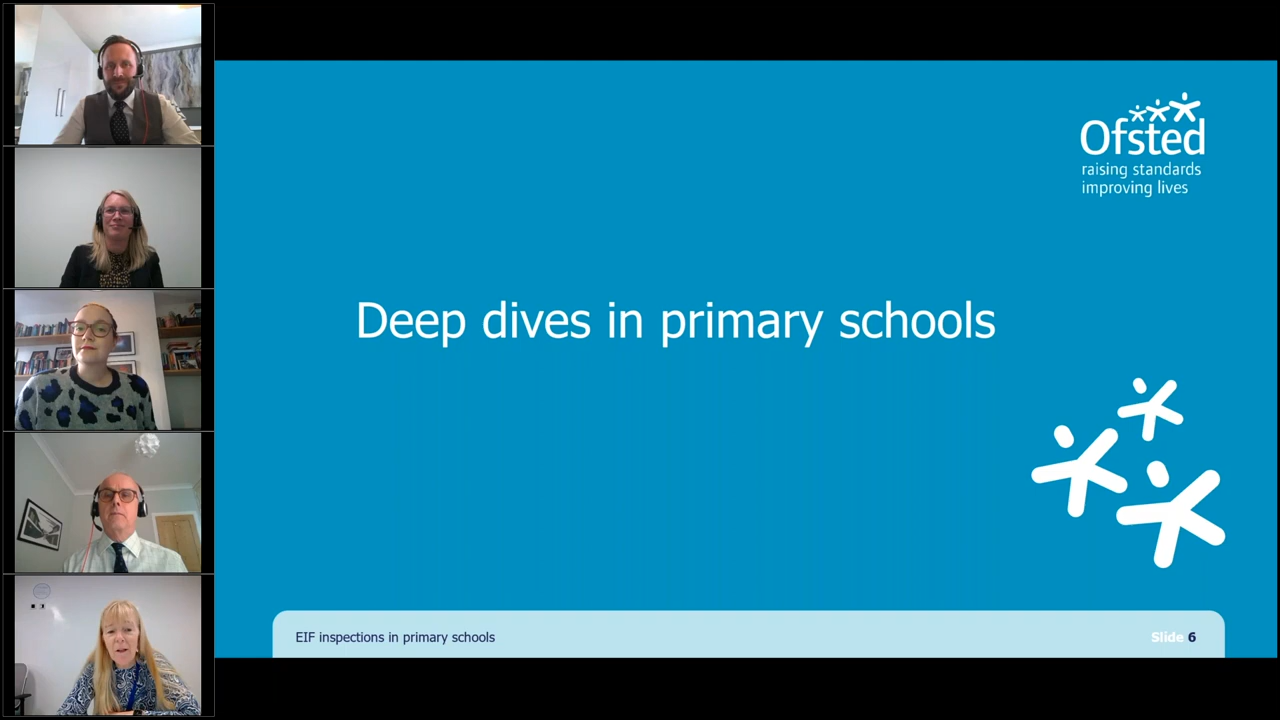 Ofsted
raising standards
improving lives
Deep dives in primary schools
EIF inspections in primary schools
Slide 6